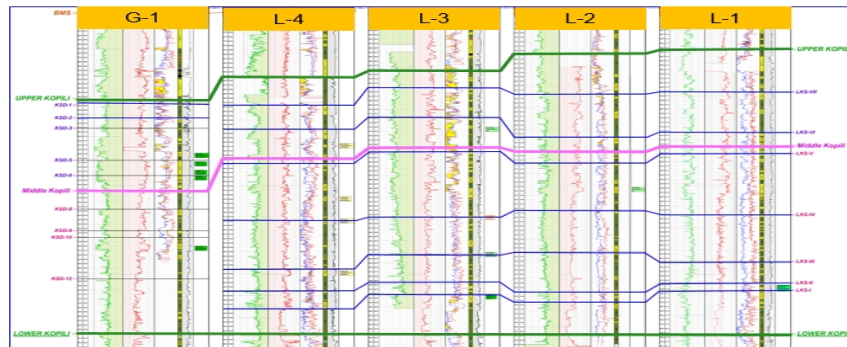 G-1 L-4 L-3 L-2 L-1
BMS
UPPER KOPILI
UPPER KOPILI
KSD-1
LKS-VII
KSD-2
KSD-3
LKS-VI
Middle Kopili
LKS-V
KSD-5
KSD-6
Middle Kopili
KSD-8
LKS-IV
KSD-9
KSD-10
LKS-III
KSD-12
LKS-II
LKS-I
LOWER KOPILI
LOWER KOPILI